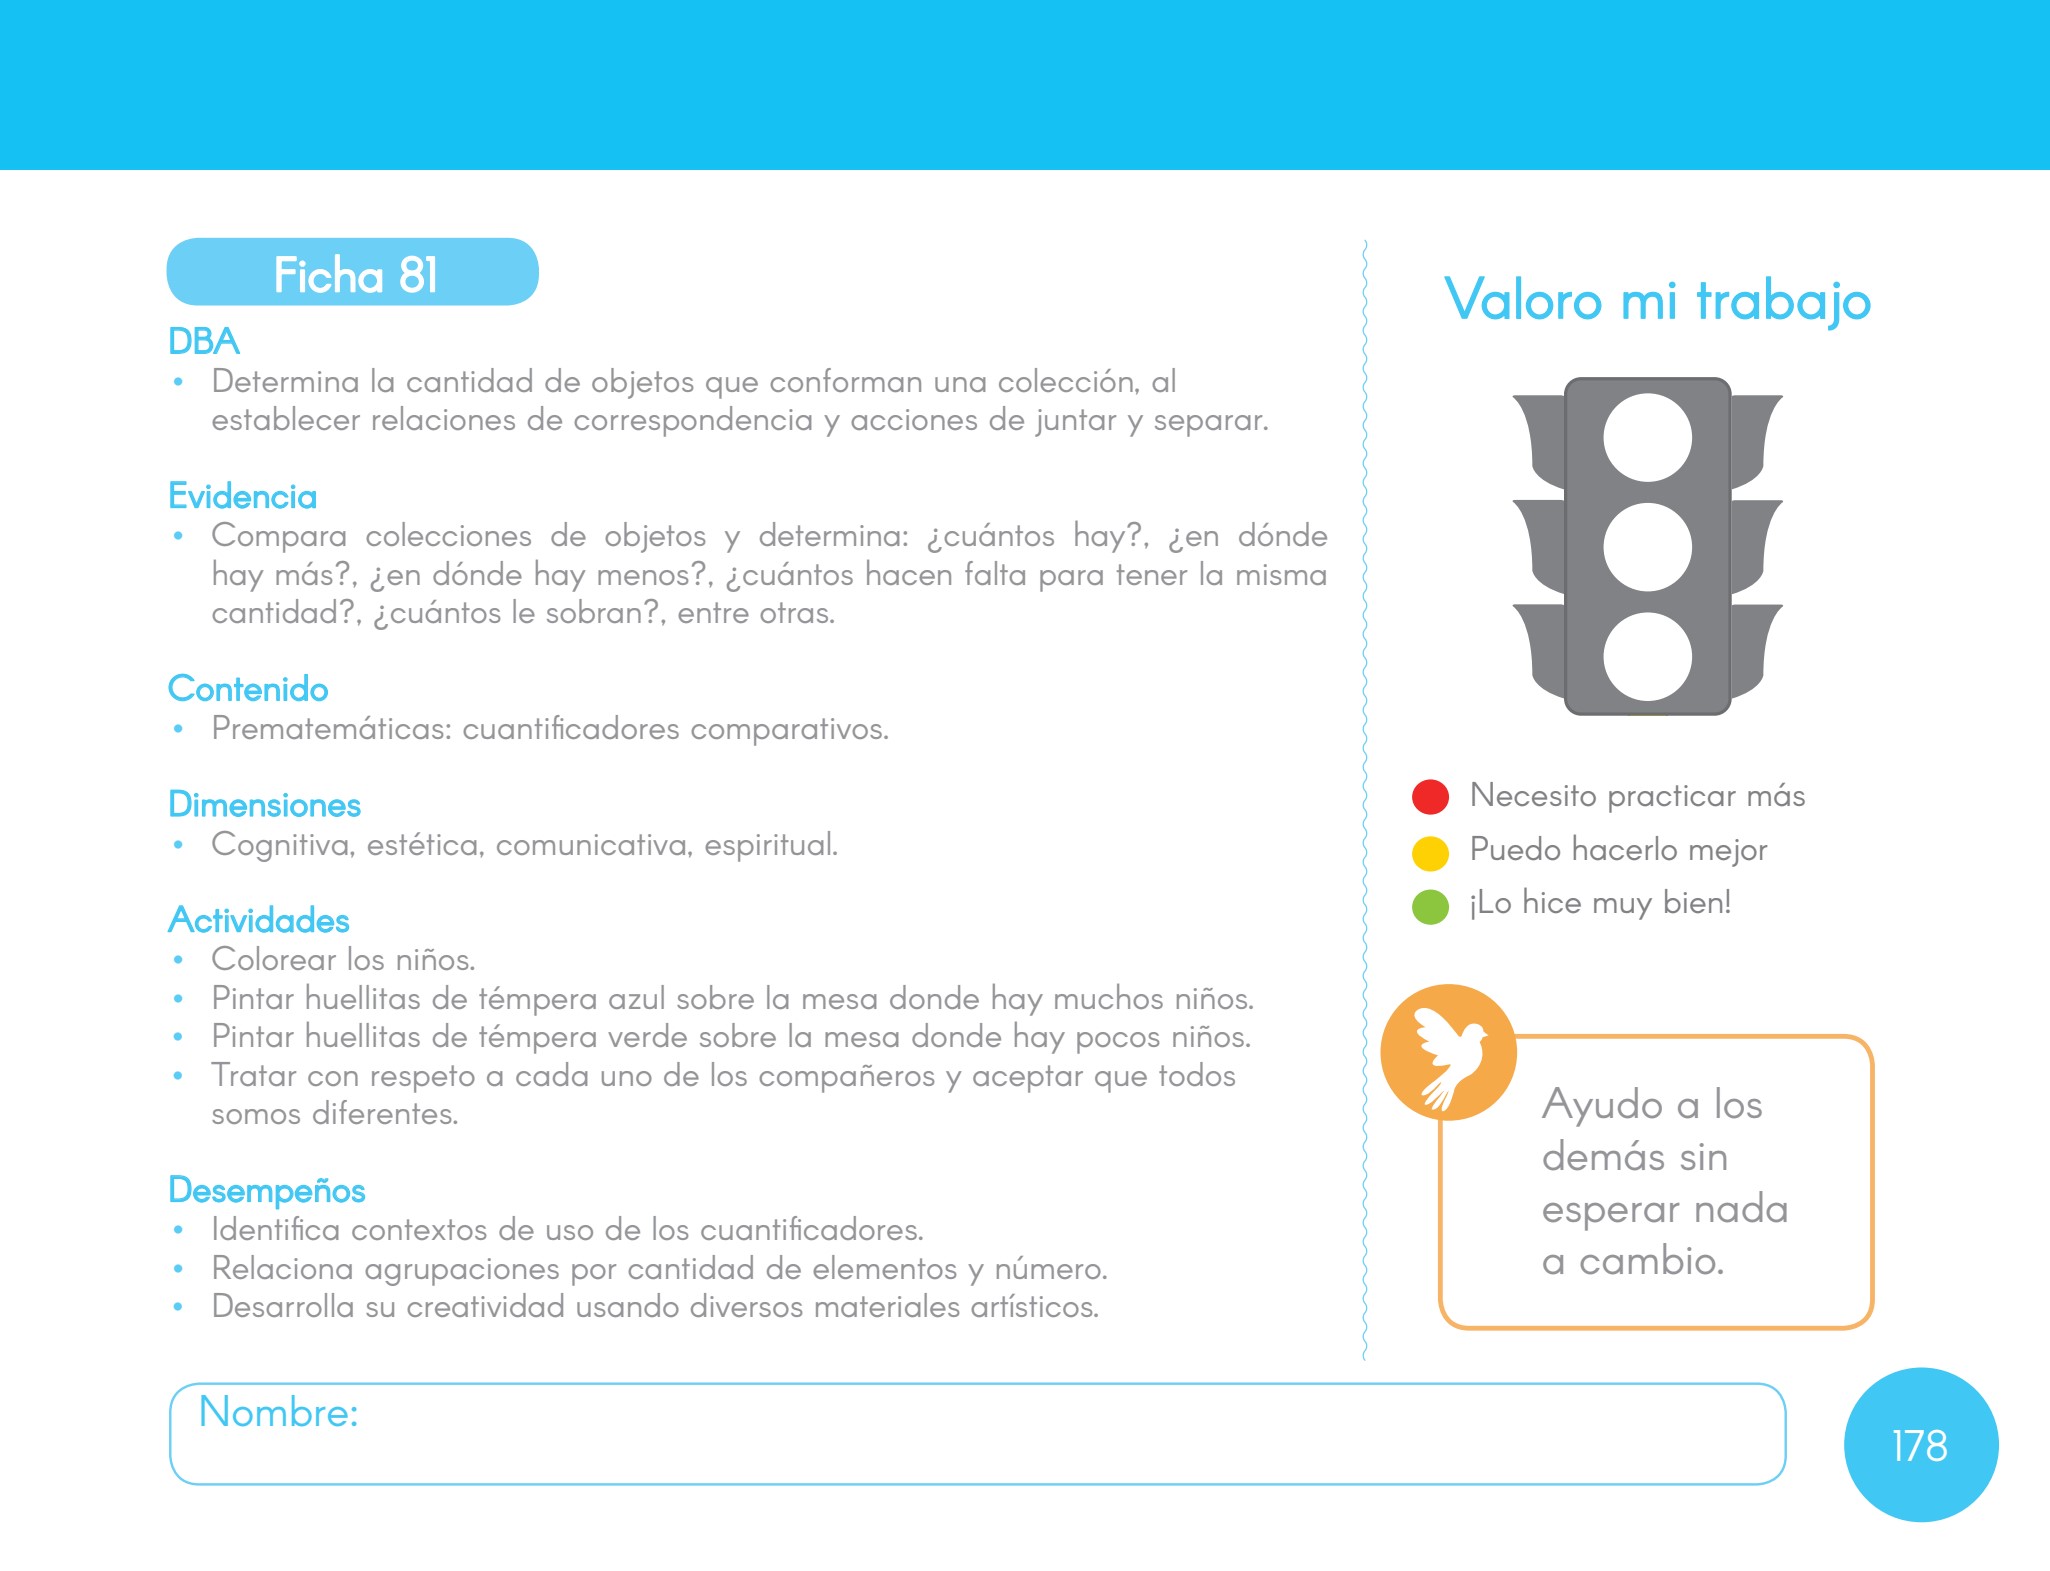 Ficha 81
DBA
• Determina la cantidad de objetos que conforman una colección, al
establecer relaciones de correspondencia y acciones de juntar y separar.
Evidencia
• Compara colecciones de objetos y determina: ¿cuántos hay?, ¿en dónde
hay más?, ¿en dónde hay menos?, ¿cuántos hacen falta para tener la misma
cantidad?, ¿cuántos le sobran?, entre otras.
Contenido
• Prematemáticas: cuantificadores comparativos.
Dimensiones
• Cognitiva, estética, comunicativa, espiritual.
Actividades
• Colorear los niños.
• Pintar huellitas de témpera azul sobre la mesa donde hay muchos niños.
• Pintar huellitas de témpera verde sobre la mesa donde hay pocos niños.
• Tratar con respeto a cada uno de los compañeros y aceptar que todos
somos diferentes.
Desempeños
• Identifica contextos de uso de los cuantificadores.
• Relaciona agrupaciones por cantidad de elementos y número.
• Desarrolla su creatividad usando diversos materiales artísticos.
Valoro mi trabajo
Necesito practicar más
Puedo hacerlo mejor
¡Lo hice muy bien!
Ayudo a los
demás sin
esperar nada
a cambio.
Nombre:
178